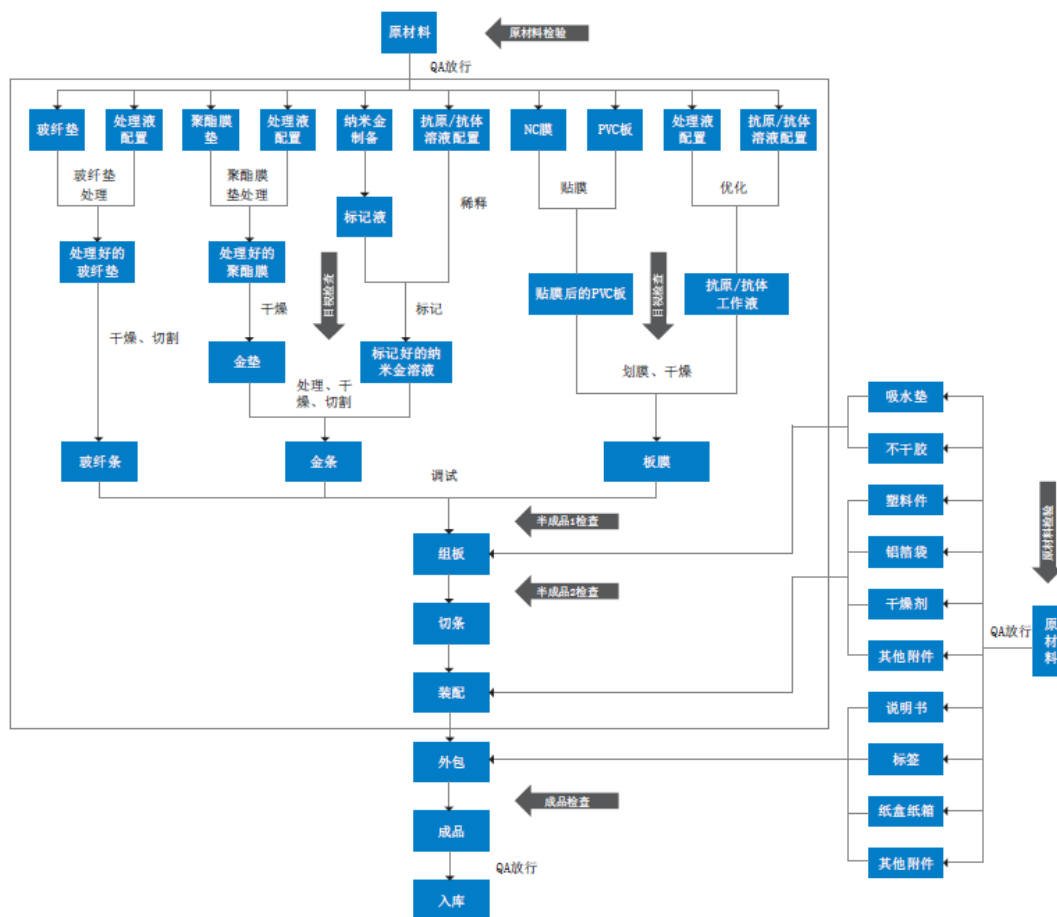 原材料
原材料检验
QA放行
玻纤垫
处理液
配置
聚酯膜
垫
处理液
配置
纳米金
制备
抗原/抗体
溶液配置
NC膜
PVC板
处理液
配置
抗原/抗体
溶液配置
玻纤垫
处理
聚酯膜
垫处理
标记液
稀释
贴膜
优化
处理好的
玻纤垫
处理好的
聚酯膜
目视检查
贴膜后的PVC板
目视检查
抗原/抗体
工作液
干燥
标记
干燥、切割
金垫
标记好的纳
米金溶液
处理、干
燥、切割
划膜、干燥
玻纤条
金条
板膜
调试
半成品1检查
组板
半成品2检查
切条
装配
外包
成品检查
成品
QA放行
入库
吸水垫
不干胶
塑料件
铝箔袋
干燥剂
其他附件
说明书
标签
纸盒纸箱
其他附件
原材料检验
QA放行
原
材
料